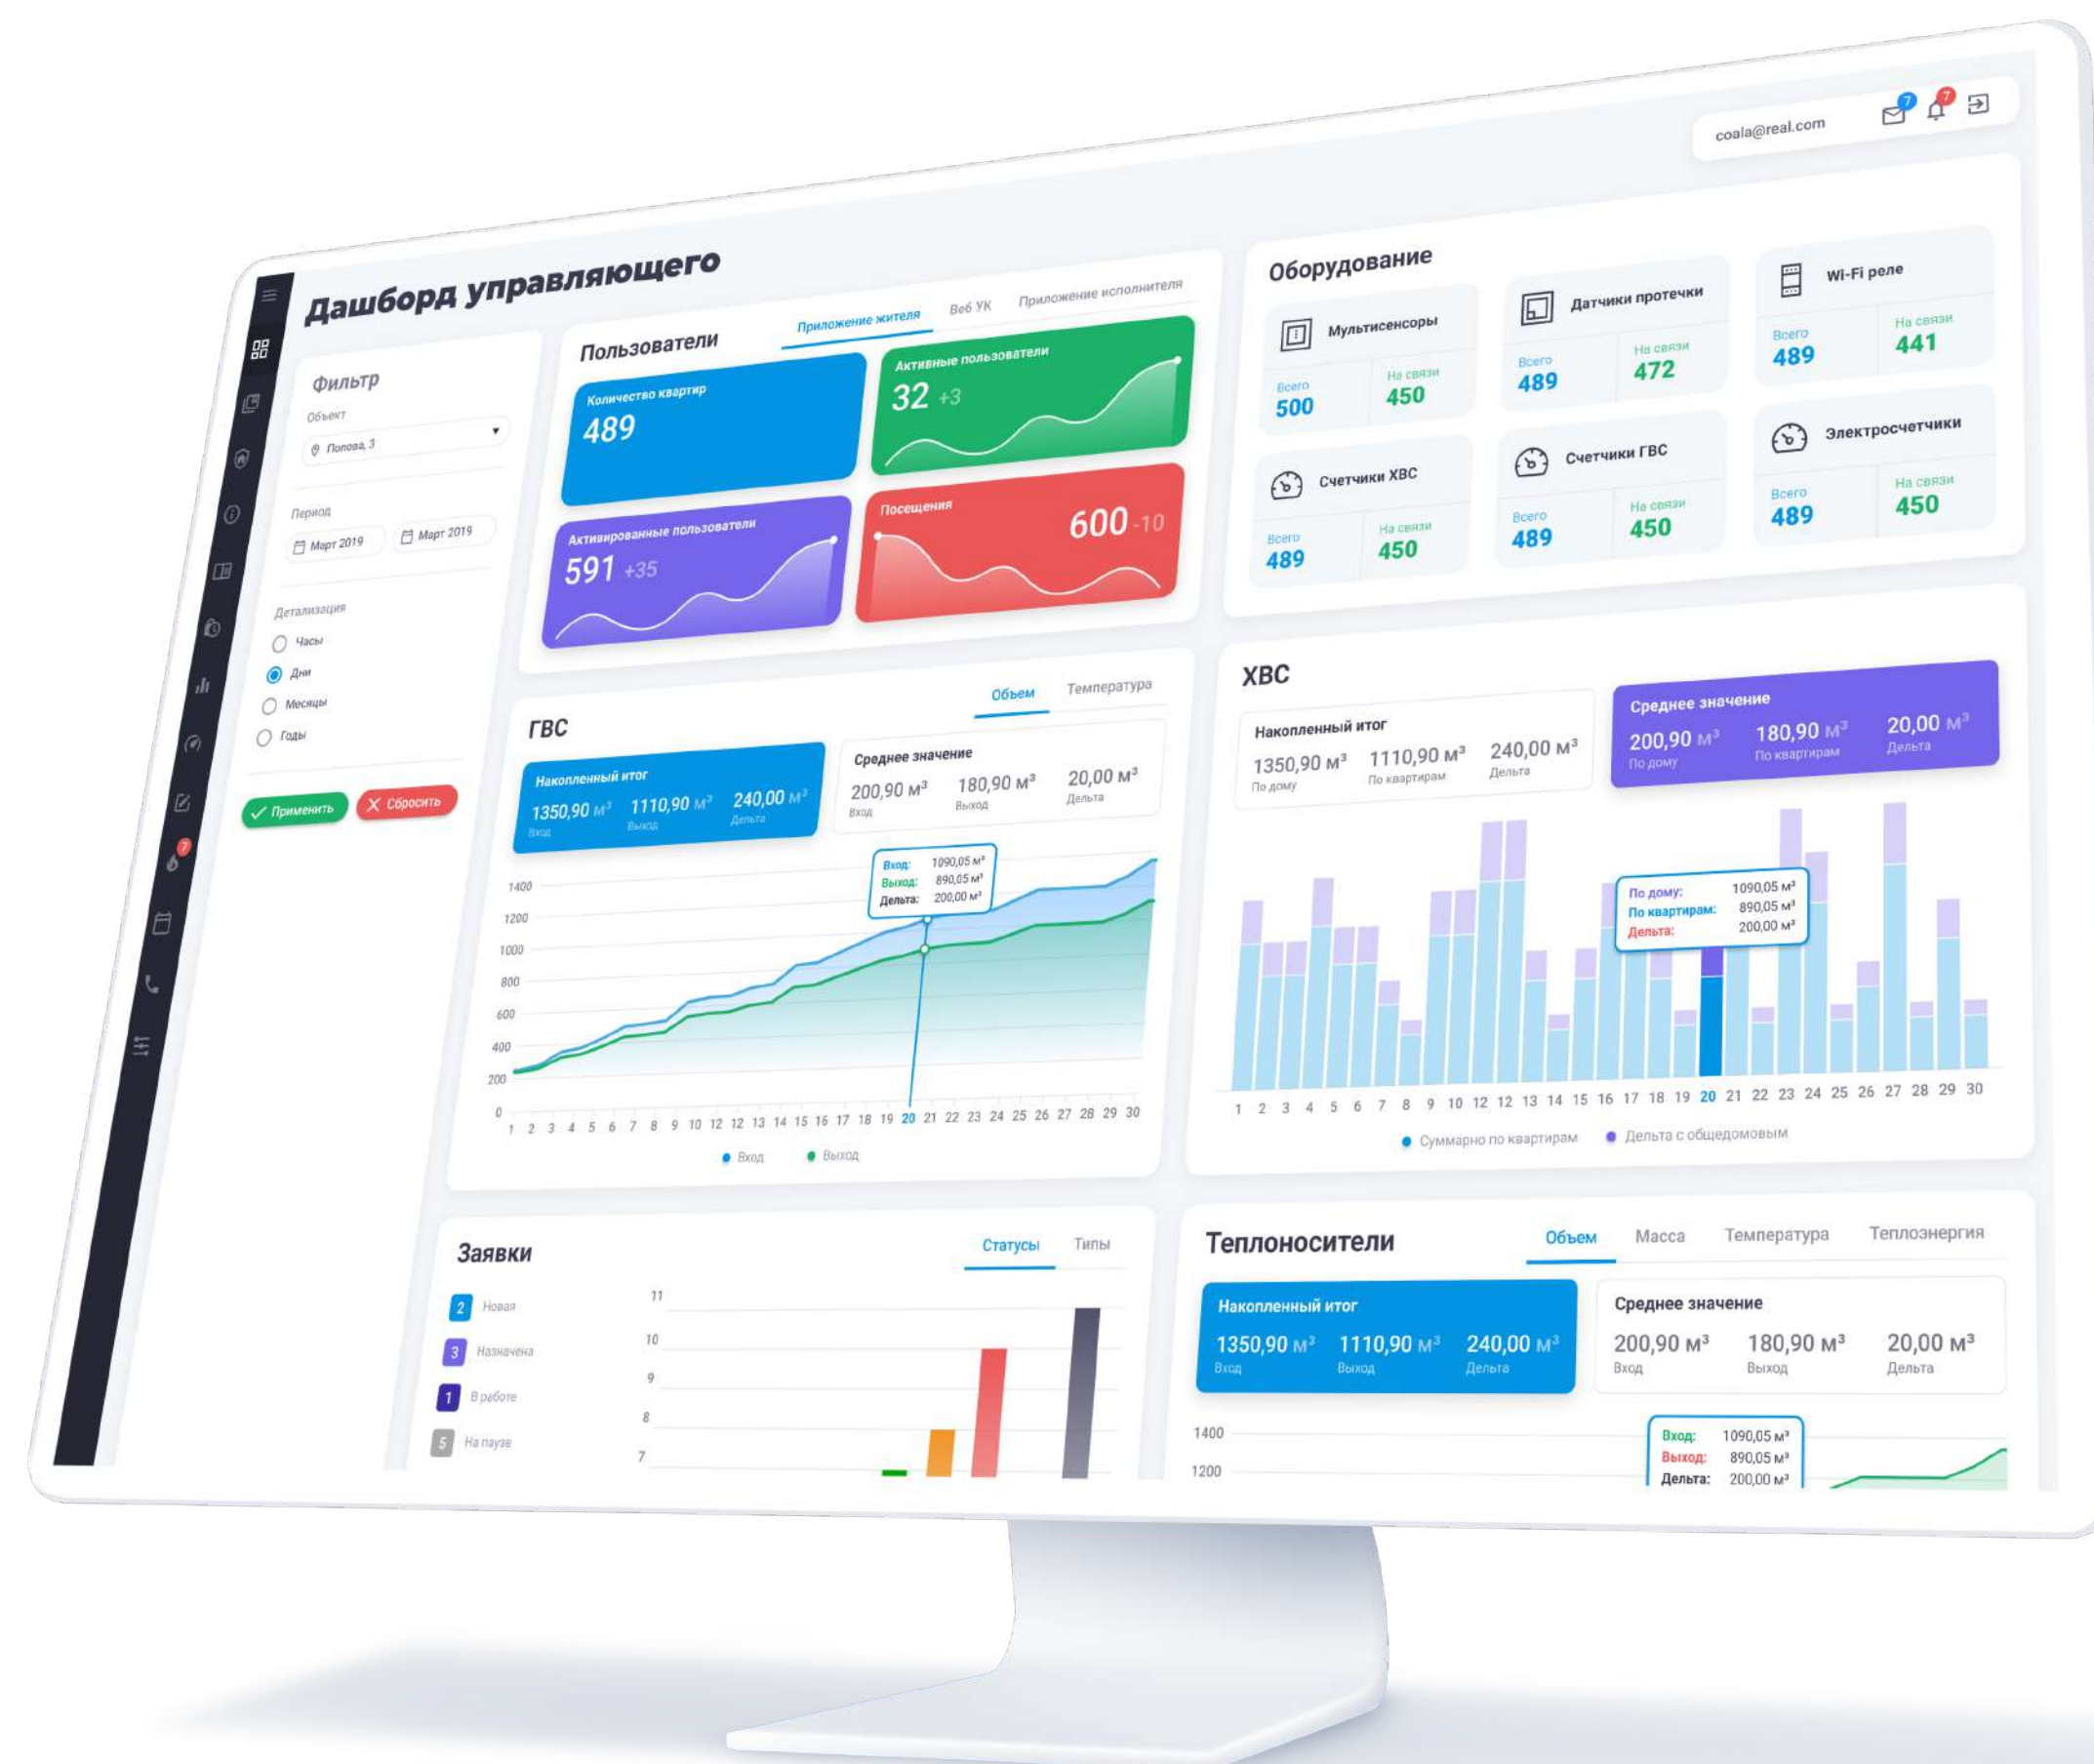 coala@real.com
7
7
Дашборд управляющего
Фильтр
Объект
Попова, 3
Период
Март 2019
Март 2019
Детализация
Часы
Дни
Месяцы
Годы
Применить
Сбросить
7
Пользователи
Приложение жителя
Веб УК
Приложение исполнителя
Количество квартир
489
Активные пользователи
32 +3
Активированные пользователи
591 +35
Посещения
600 -10
Оборудование
Мультисенсоры
Всего
500
На связи
450
Датчики протечки
Всего
489
На связи
472
Wi-Fi реле
Всего
489
На связи
441
Счетчики ХВС
Всего
489
На связи
450
Счетчики ГВС
Всего
489
На связи
450
Электросчетчики
Всего
489
На связи
450
ГВС
Объем
Температура
Накопленный итог
1350,90 м³ 1110,90 м³ 240,00 м³
Вход Выход Дельта
Среднее значение
200,90 м³ 180,90 м³ 20,00 м³
Вход Выход Дельта
Вход: 1090,05 м³
Выход: 890,05 м³
Дельта: 200,00 м³
1400
1200
1000
800
600
400
200
0
1 2 3 4 5 6 7 8 9 10 12 12 13 14 15 16 17 18 19 20 21 22 23 24 25 26 27 28 29 30
Вход Выход
ХВС
Накопленный итог
1350,90 м³ 1110,90 м³ 240,00 м³
По дому По квартирам Дельта
Среднее значение
200,90 м³ 180,90 м³ 20,00 м³
По дому По квартирам Дельта
По дому: 1090,05 м³
По квартирам: 890,05 м³
Дельта: 200,00 м³
1 2 3 4 5 6 7 8 9 10 12 12 13 14 15 16 17 18 19 20 21 22 23 24 25 26 27 28 29 30
Суммарно по квартирам Дельта с общедомовым
Заявки
Статусы
Типы
2 Новая
3 Назначена
1 В работе
5 На паузе
11
10
9
8
7
Теплоносители
Объем
Масса
Температура
Теплоэнергия
Накопленный итог
1350,90 м³ 1110,90 м³ 240,00 м³
Вход Выход Дельта
Среднее значение
200,90 м³ 180,90 м³ 20,00 м³
Вход Выход Дельта
1400
1200
Вход: 1090,05 м³
Выход: 890,05 м³
Дельта: 200,00 м³